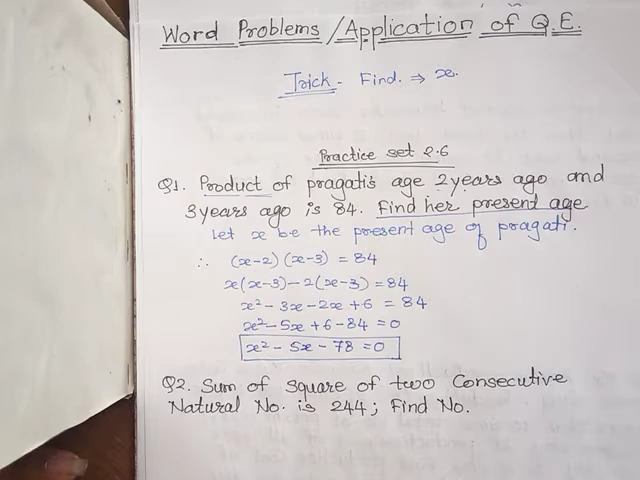 Word Problems/Application of Q.E.
Trick - Find. ⇒ x.
Practice set 2.6
Q1. Product of pragati's age 2years ago and
3years ago is 84. Find her present age
Let x be the present age of pragati.
∴ (x-2) (x-3) = 84
x(x-3) - 2(x-3) = 84
x² - 3x - 2x + 6 = 84
x² - 5x + 6 - 84 = 0
x² - 5x - 78 = 0
Q2. Sum of square of two Consecutive
Natural No. is 244; Find No.